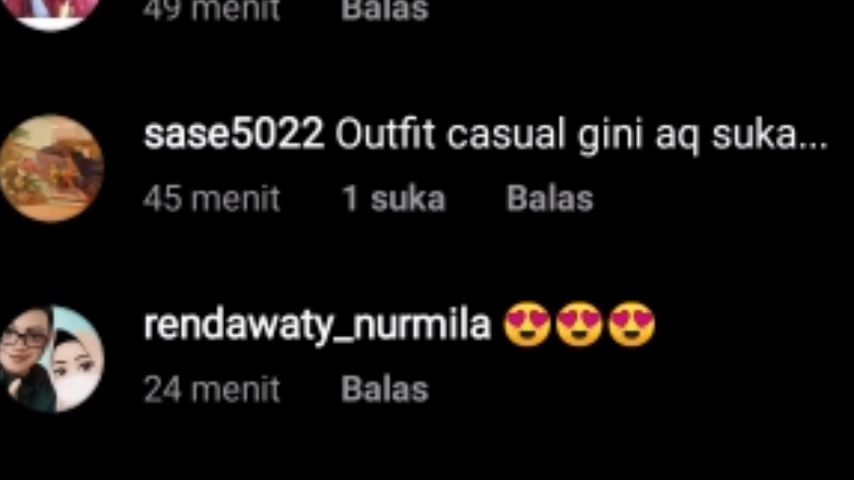 49 menit Balas
sase5022 Outfit casual gini aq suka...
45 menit 1 suka Balas
rendawaty_nurmila 😍😍😍
24 menit Balas